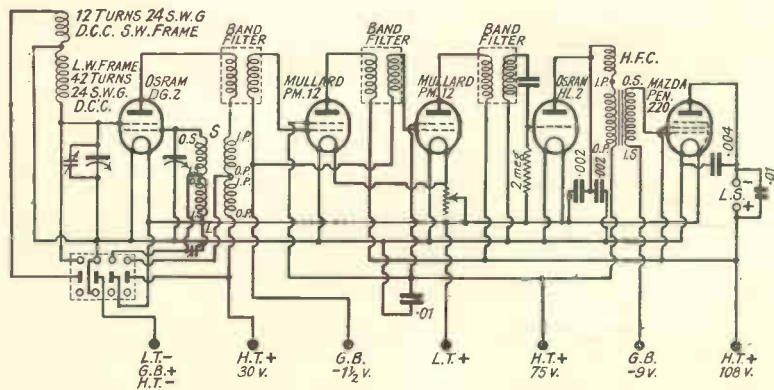 12 TURNS 24 S.W.G
D.C.C. S.W. FRAME
L.W. FRAME
42 TURNS
24 S.W.G.
D.C.C
OSRAM
DG.2
O.S.
S
L
BAND
FILTER
I.P.
O.P.
I.P.
O.P.
MULLARD
PM.12
BAND
FILTER
MULLARD
PM.12
BAND
FILTER
OSRAM
HL.2
2 meg
.002
.002
H.F.C.
I.P.
O.S.
O.P.
I.S
MAZDA
PEN.
220
.004
L.S.
-
+
.01
.01
L.T.-
G.B.+
H.T.-
H.T.+
30 V.
G.B.
-1½ V.
L.T.+
H.T.+
75 V.
G.B.
-9 V.
H.T.+
108 V.